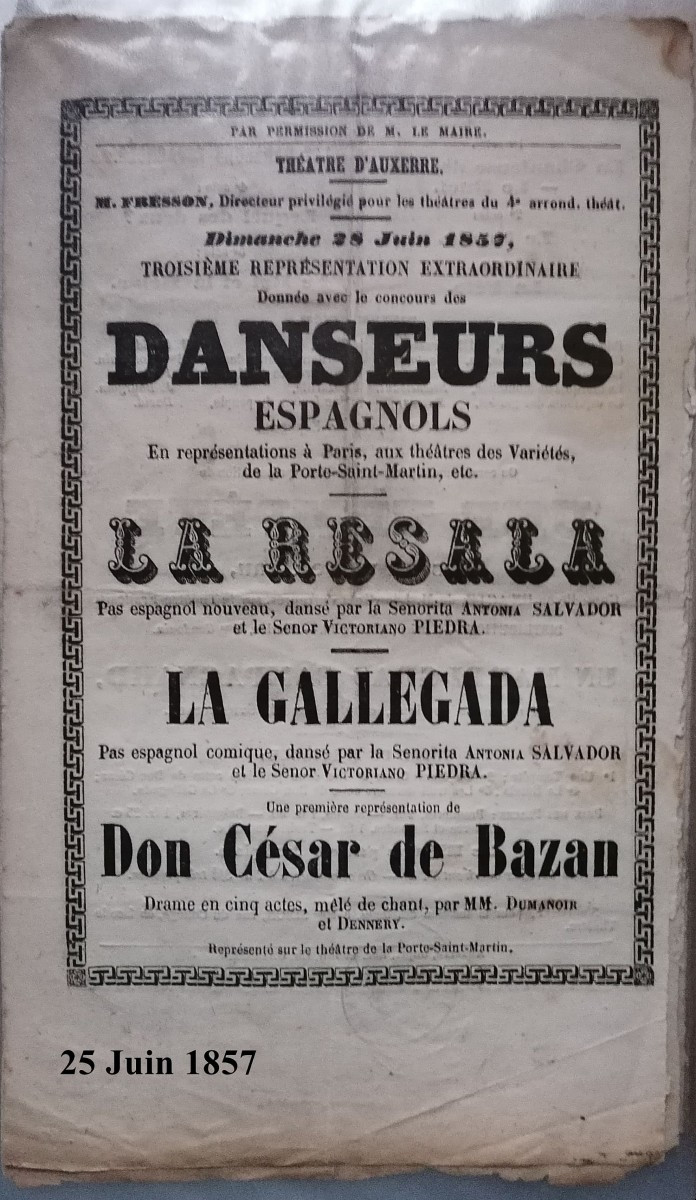 PAR PERMISSION DE M. LE MAIRE.
THÉATRE D'AUXERRE.
M. FRESSON, Directeur privilégié pour les théâtres du 4e arrond. théât.
Dimanche 28 Juin 1857,
TROISIÈME REPRÉSENTATION EXTRAORDINAIRE
Donnée avec le concours des
DANSEURS
ESPAGNOLS
En représentations à Paris, aux théâtres des Variétés,
de la Porte-Saint-Martin, etc.
LA RESALA
Pas espagnol nouveau, dansé par la Senorita ANTONIA SALVADOR
et le Senor VICTORIANO PIEDRA.
LA GALLEGADA
Pas espagnol comique, dansé par la Senorita ANTONIA SALVADOR
et le Senor VICTORIANO PIEDRA.
Une première représentation de
Don César de Bazan
Drame en cinq actes, mêlé de chant, par MM. DUMANOIR
et DENNERY.
Représenté sur le théâtre de la Porte-Saint-Martin.
25 Juin 1857